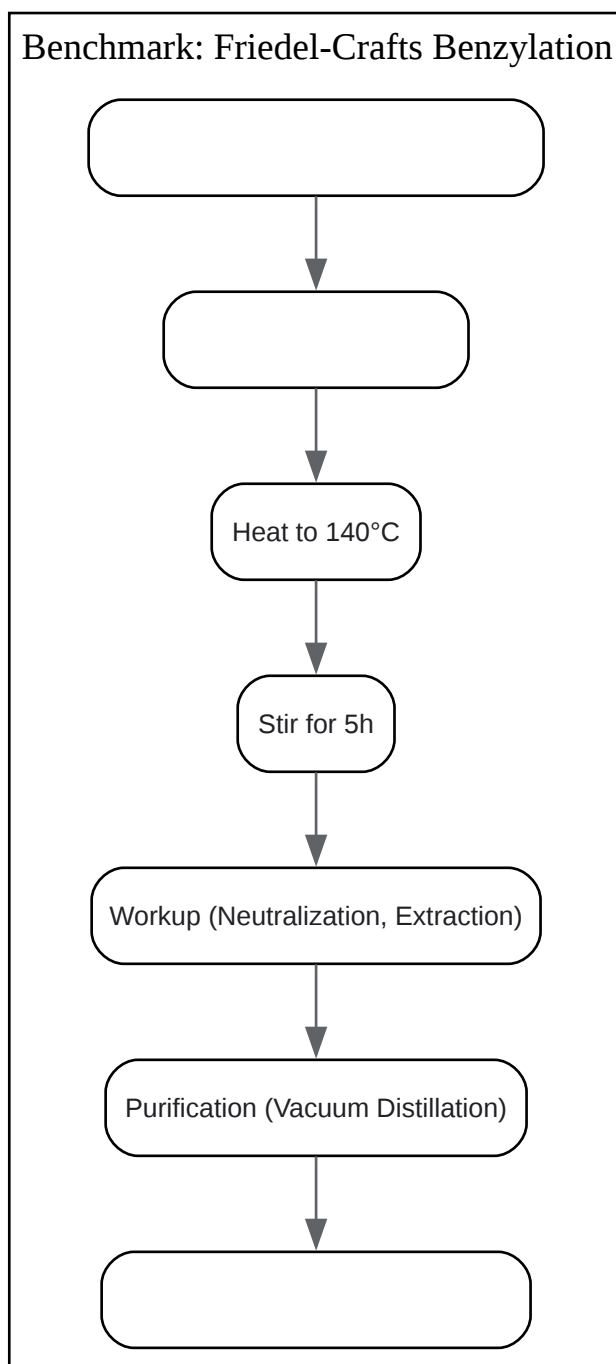 Benchmark: Friedel-Crafts Benzylation
Heat to 140°C
Stir for 5h
Workup (Neutralization, Extraction)
Purification (Vacuum Distillation)